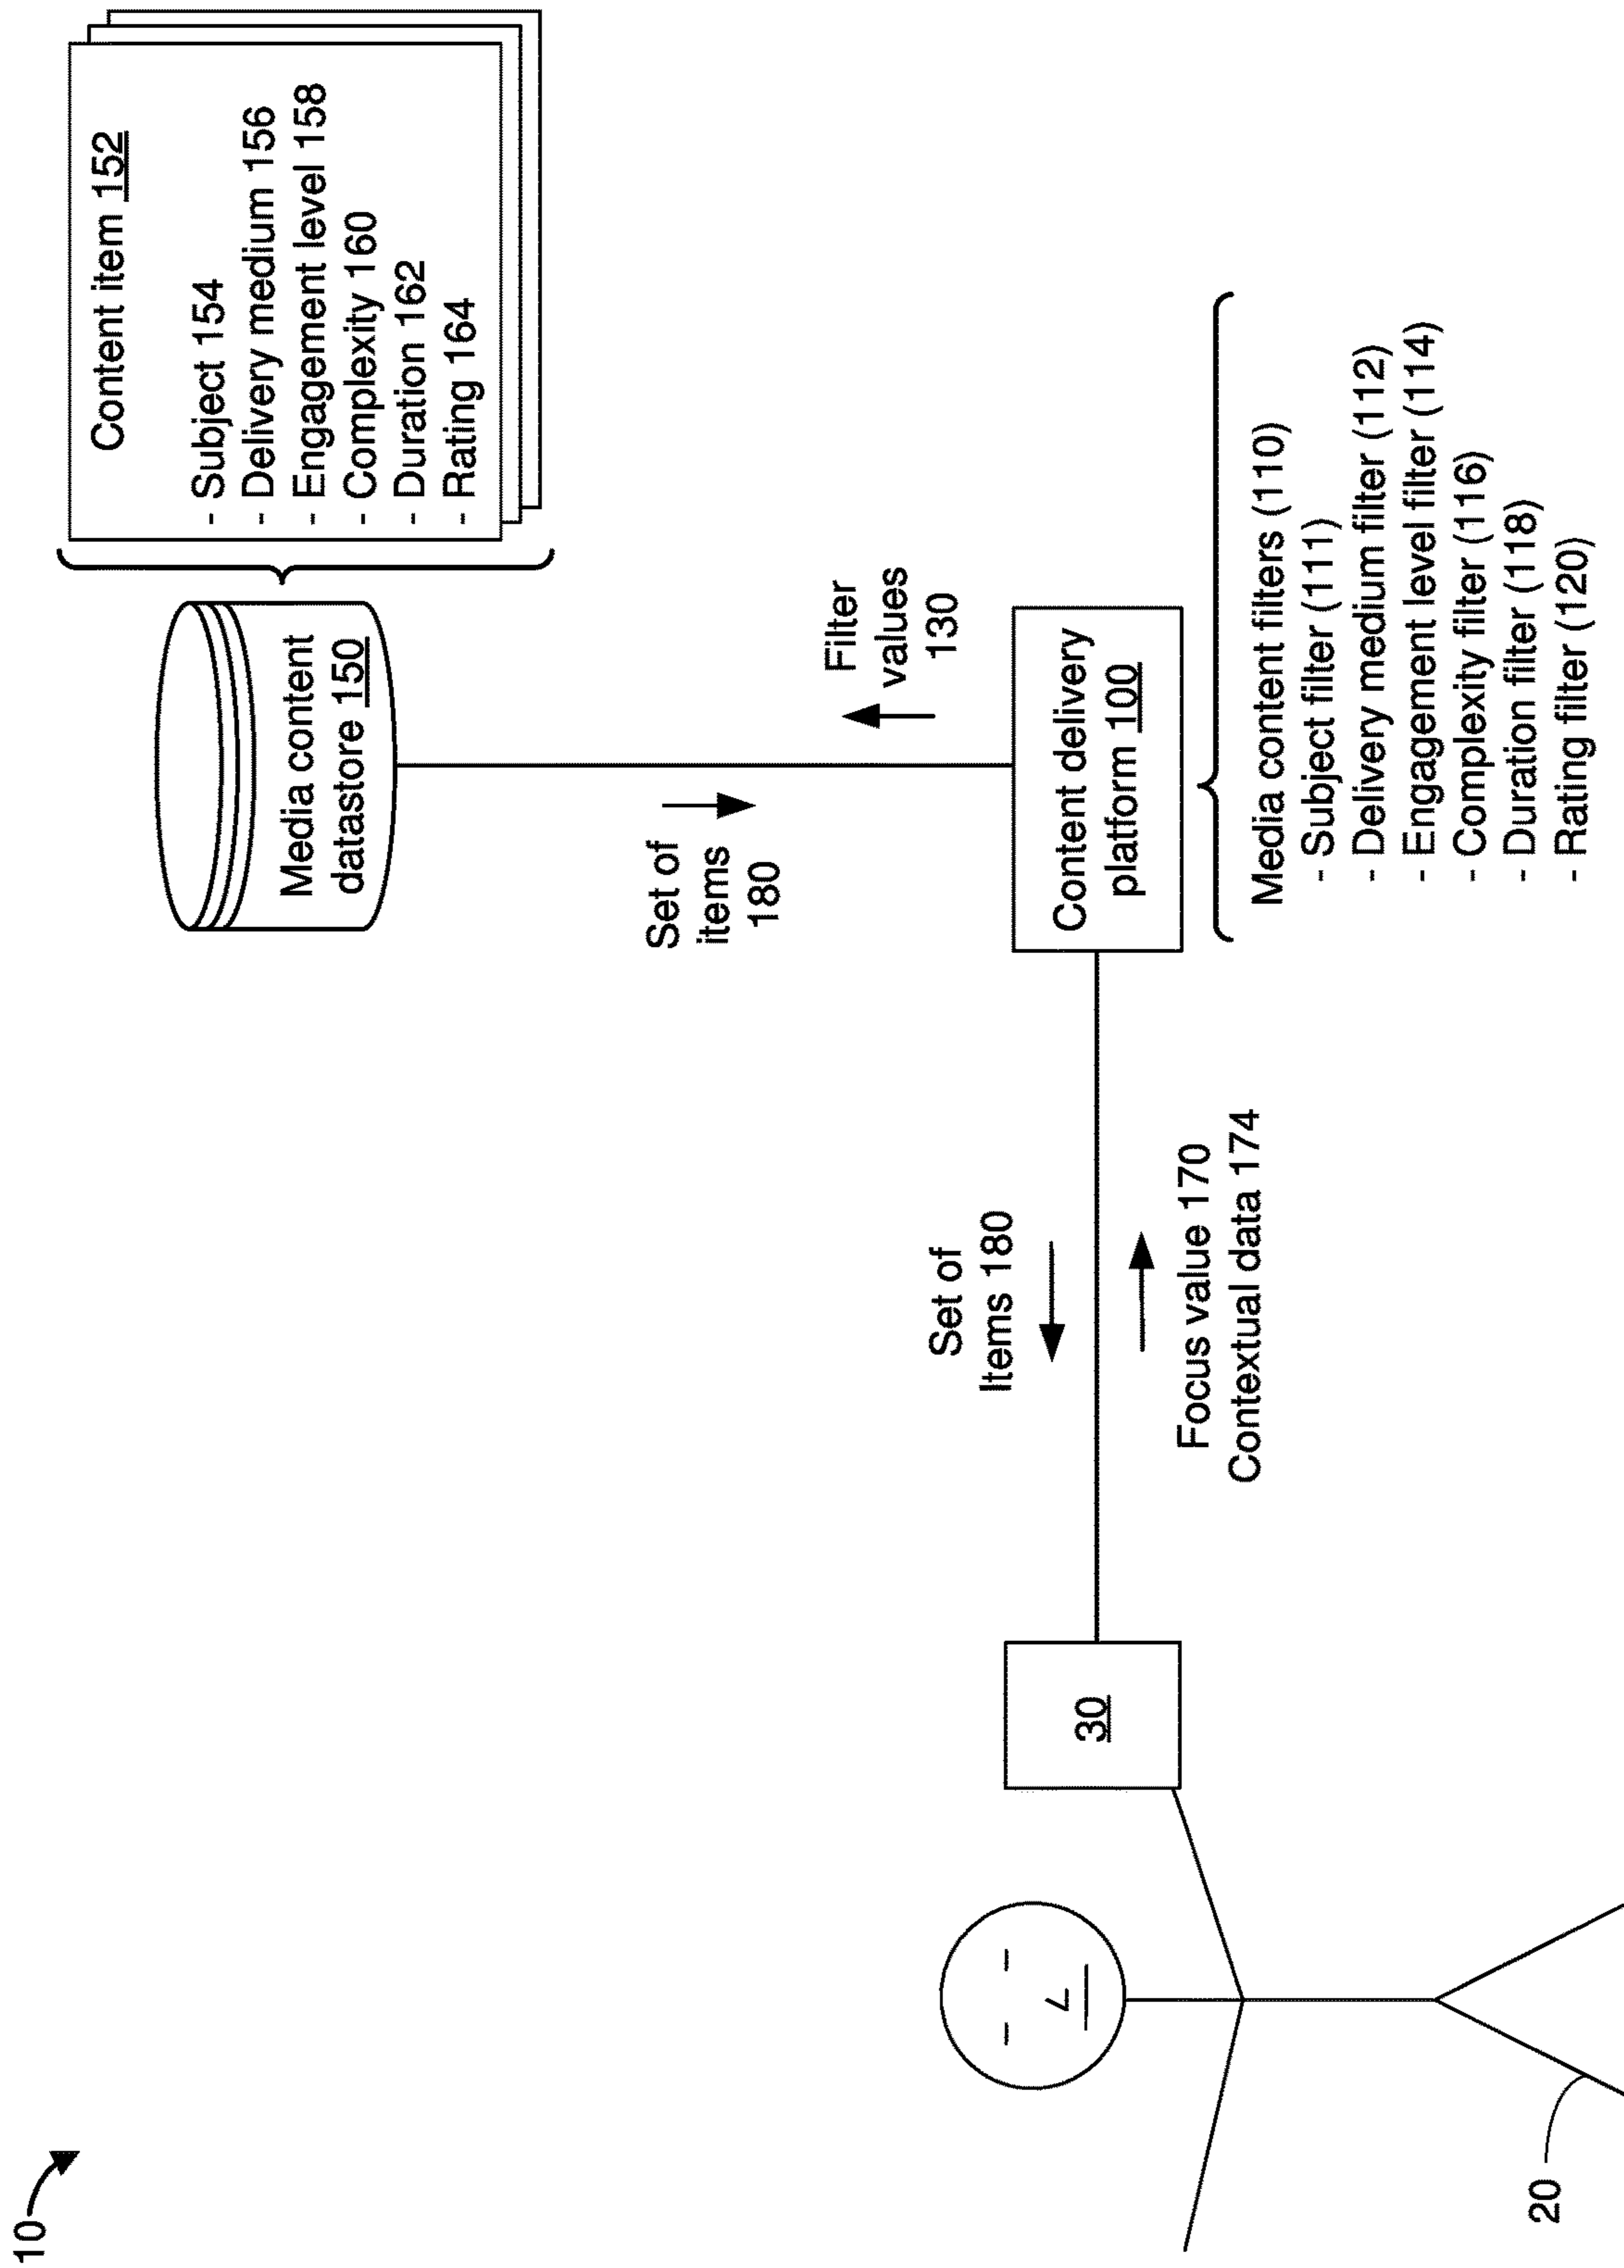 10
Content item 152
- Subject 154
- Delivery medium 156
- Engagement level 158
- Complexity 160
- Duration 162
- Rating 164
Media content
datastore 150
Set of
items
180
Filter
values
130
Set of
Items 180
30
Content delivery
platform 100
Focus value 170
Contextual data 174
Media content filters (110)
- Subject filter (111)
- Delivery medium filter (112)
- Engagement level filter (114)
- Complexity filter (116)
- Duration filter (118)
- Rating filter (120)
20